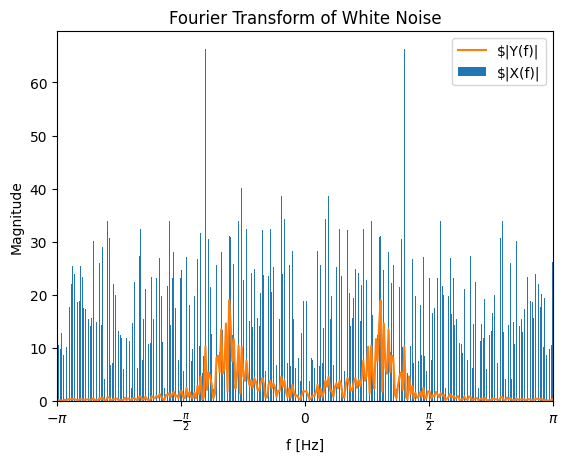 Fourier Transform of White Noise
$|Y(f)|
$|X(f)|
Magnitude
60
50
40
30
20
10
0
−π
−π/2
0
π/2
π
f [Hz]